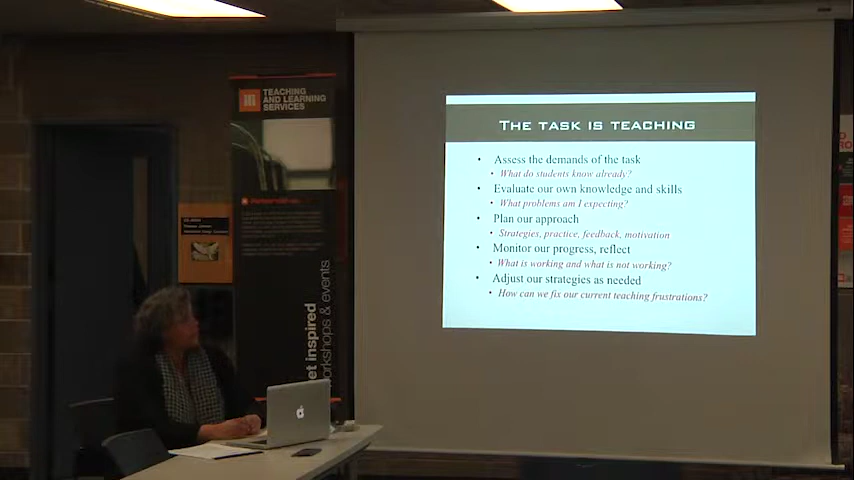 TEACHING
AND LEARNING
SERVICES
et inspired
orkshops & events
THE TASK IS TEACHING
• Assess the demands of the task
• What do students know already?
• Evaluate our own knowledge and skills
• What problems am I expecting?
• Plan our approach
• Strategies, practice, feedback, motivation
• Monitor our progress, reflect
• What is working and what is not working?
• Adjust our strategies as needed
• How can we fix our current teaching frustrations?